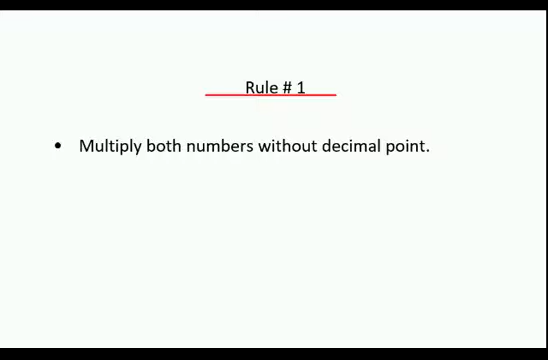 Rule # 1
• Multiply both numbers without decimal point.